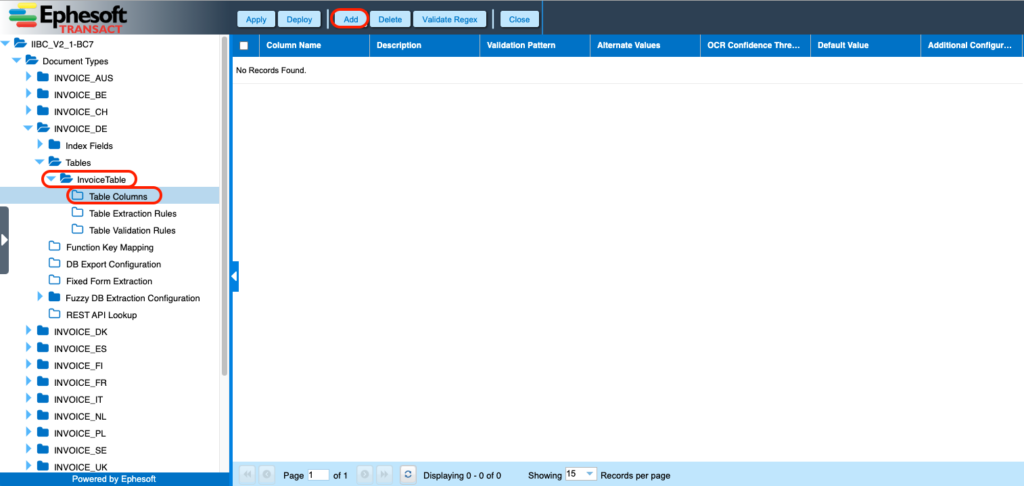 Ephesoft
TRANSACT
Apply Deploy Add Delete Validate Regex Close
IIBC_V2_1-BC7
Document Types
INVOICE_AUS
INVOICE_BE
INVOICE_CH
INVOICE_DE
Index Fields
Tables
InvoiceTable
Table Columns
Table Extraction Rules
Table Validation Rules
Function Key Mapping
DB Export Configuration
Fixed Form Extraction
Fuzzy DB Extraction Configuration
REST API Lookup
INVOICE_DK
INVOICE_ES
INVOICE_FI
INVOICE_FR
INVOICE_IT
INVOICE_NL
INVOICE_PL
INVOICE_SE
INVOICE_UK
Powered by Ephesoft
Column Name Description Validation Pattern Alternate Values OCR Confidence Thre... Default Value Additional Configur...
No Records Found.
Page 1 of 1 Displaying 0 - 0 of 0 Showing 15 Records per page